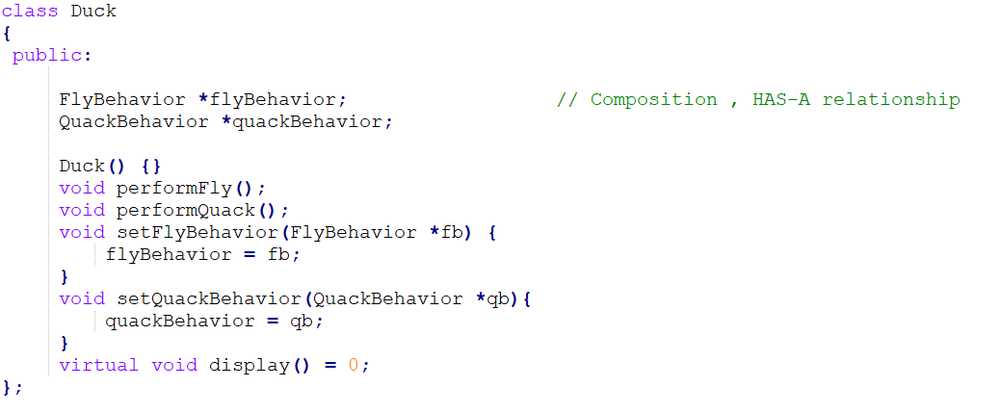 class Duck
{
public:
FlyBehavior *flyBehavior; // Composition , HAS-A relationship
QuackBehavior *quackBehavior;
Duck() {}
void performFly();
void performQuack();
void setFlyBehavior(FlyBehavior *fb) {
flyBehavior = fb;
}
void setQuackBehavior(QuackBehavior *qb){
quackBehavior = qb;
}
virtual void display() = 0;
};